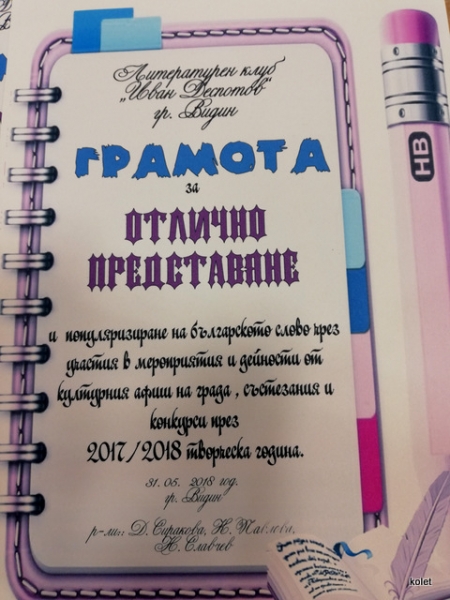 Литературен клуб
"Иван Деспотов"
гр. Видин
ГРАМОТА
за
ОТЛИЧНО
ПРЕДСТАВЯНЕ
и популяризиране на българското слово чрез
участия в мероприятия и дейности от
културния афиш на града , състезания и
конкурси през
2017/2018 творческа година.
31. 05. 2018 год.
гр. Видин
р-ли: Д. Сиракова, Н. Павлова,
Н. Славчев
HB
kolet